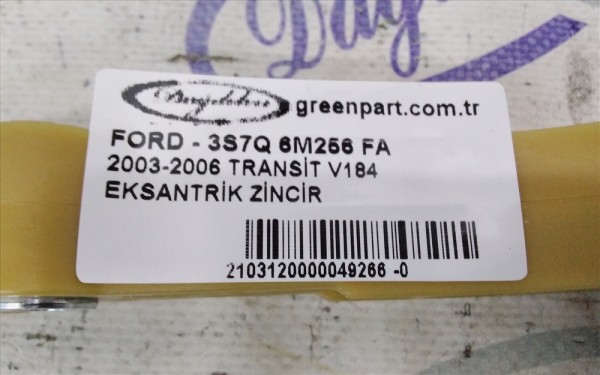 greenpart.com.tr
FORD - 3S7Q 6M256 FA
2003-2006 TRANSİT V184
EKSANTRİK ZİNCİR
2103120000049266 -0